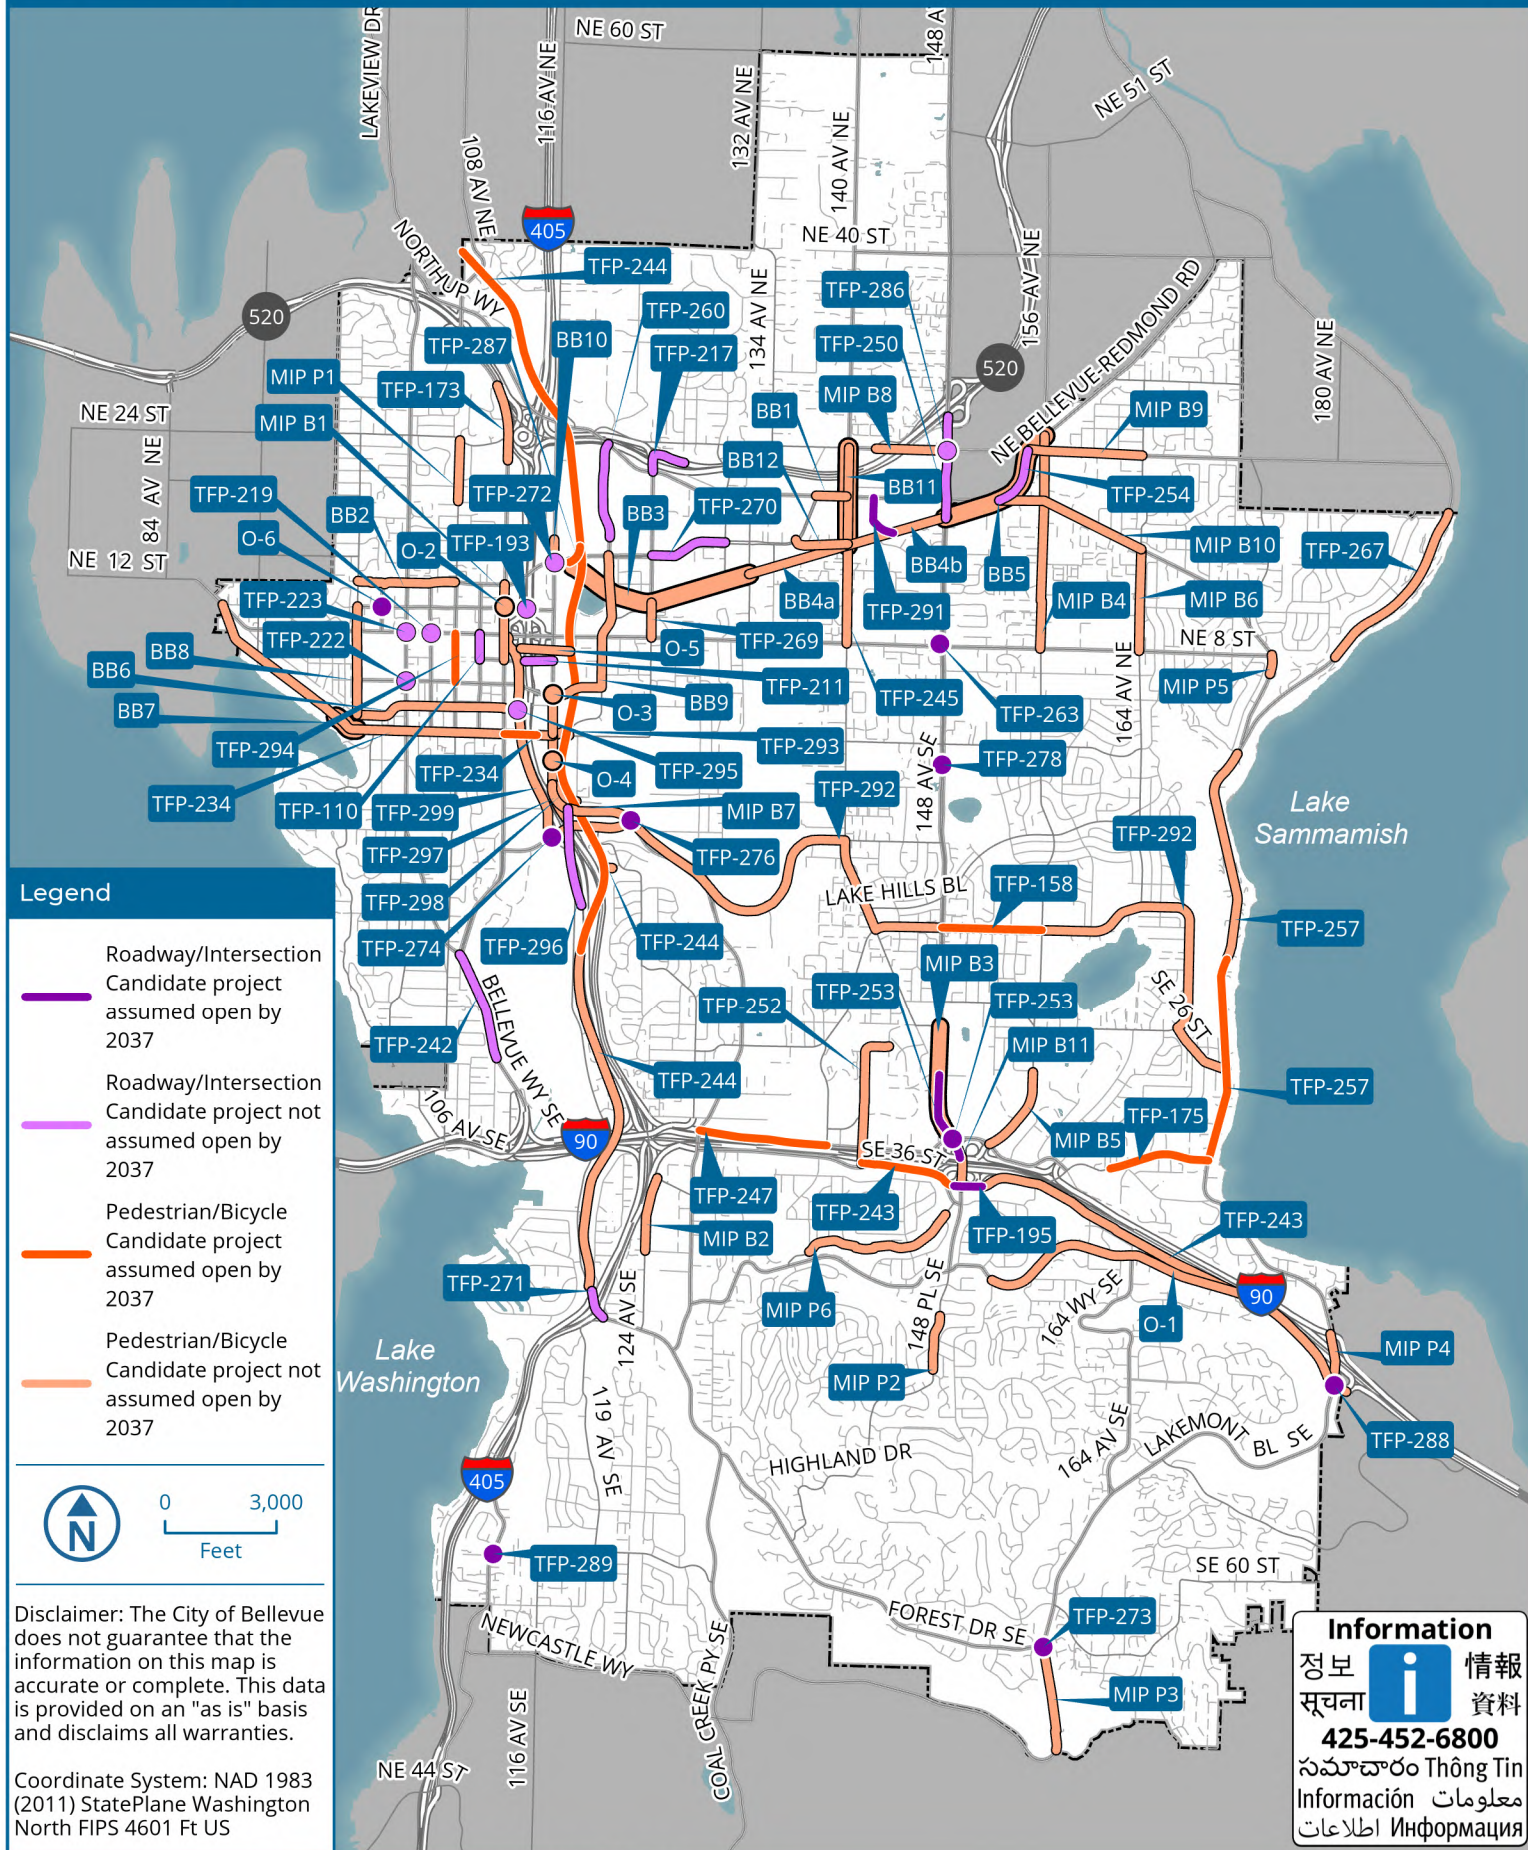 LAKEVIEW DR
NE 60 ST
116 AV NE
148 A
NE 51 ST
132 AV NE
140 AV NE
108 AV NE
405
NE 40 ST
NORTHUP WY
TFP-244
156 AV NE
TFP-286
134 AV NE
520
TFP-260
BB10
TFP-287
TFP-217
TFP-250
NE BELLEVUE-REDMOND RD
180 AV NE
520
MIP P1
TFP-173
MIP B8
BB1
MIP B9
NE 24 ST
MIP B1
84 AV NE
BB12
BB11
TFP-219
TFP-272
TFP-254
BB2
BB3
TFP-270
O-6
O-2
TFP-193
MIP B10
TFP-267
NE 12 ST
BB4b
BB5
TFP-223
BB4a
TFP-291
MIP B4
MIP B6
TFP-222
TFP-269
NE 8 ST
BB8
O-5
BB6
TFP-211
TFP-245
164 AV NE
MIP P5
BB7
O-3
BB9
TFP-263
TFP-294
TFP-293
TFP-234
TFP-295
148 AV SE
TFP-278
O-4
TFP-234
TFP-110
TFP-299
MIP B7
TFP-292
Lake
Sammamish
TFP-297
TFP-276
TFP-292
TFP-298
LAKE HILLS BL
TFP-158
TFP-274
TFP-296
TFP-244
TFP-257
MIP B3
TFP-253
TFP-253
TFP-252
BELLEVUE WY SE
SE 26 ST
TFP-242
MIP B11
TFP-244
TFP-257
106 AV SE
TFP-175
90
MIP B5
SE 36 ST
TFP-247
TFP-243
TFP-195
TFP-243
MIP B2
TFP-271
124 AV SE
MIP P6
148 PL SE
164 WY SE
O-1
90
Lake
Washington
MIP P2
MIP P4
119 AV SE
164 AV SE
LAKEMONT BL SE
TFP-288
HIGHLAND DR
405
TFP-289
SE 60 ST
FOREST DR SE
TFP-273
NEWCASTLE WY
COAL CREEK PY SE
MIP P3
116 AV SE
NE 44 ST
Legend
Roadway/Intersection
Candidate project
assumed open by
2037
Roadway/Intersection
Candidate project not
assumed open by
2037
Pedestrian/Bicycle
Candidate project
assumed open by
2037
Pedestrian/Bicycle
Candidate project not
assumed open by
2037
N
0 3,000
Feet
Disclaimer: The City of Bellevue
does not guarantee that the
information on this map is
accurate or complete. This data
is provided on an "as is" basis
and disclaims all warranties.
Coordinate System: NAD 1983
(2011) StatePlane Washington
North FIPS 4601 Ft US
Information
정보 i 情報
सूचना 資料
425-452-6800
సమాచారం Thông Tin
Información معلومات
اطلاعات Информация